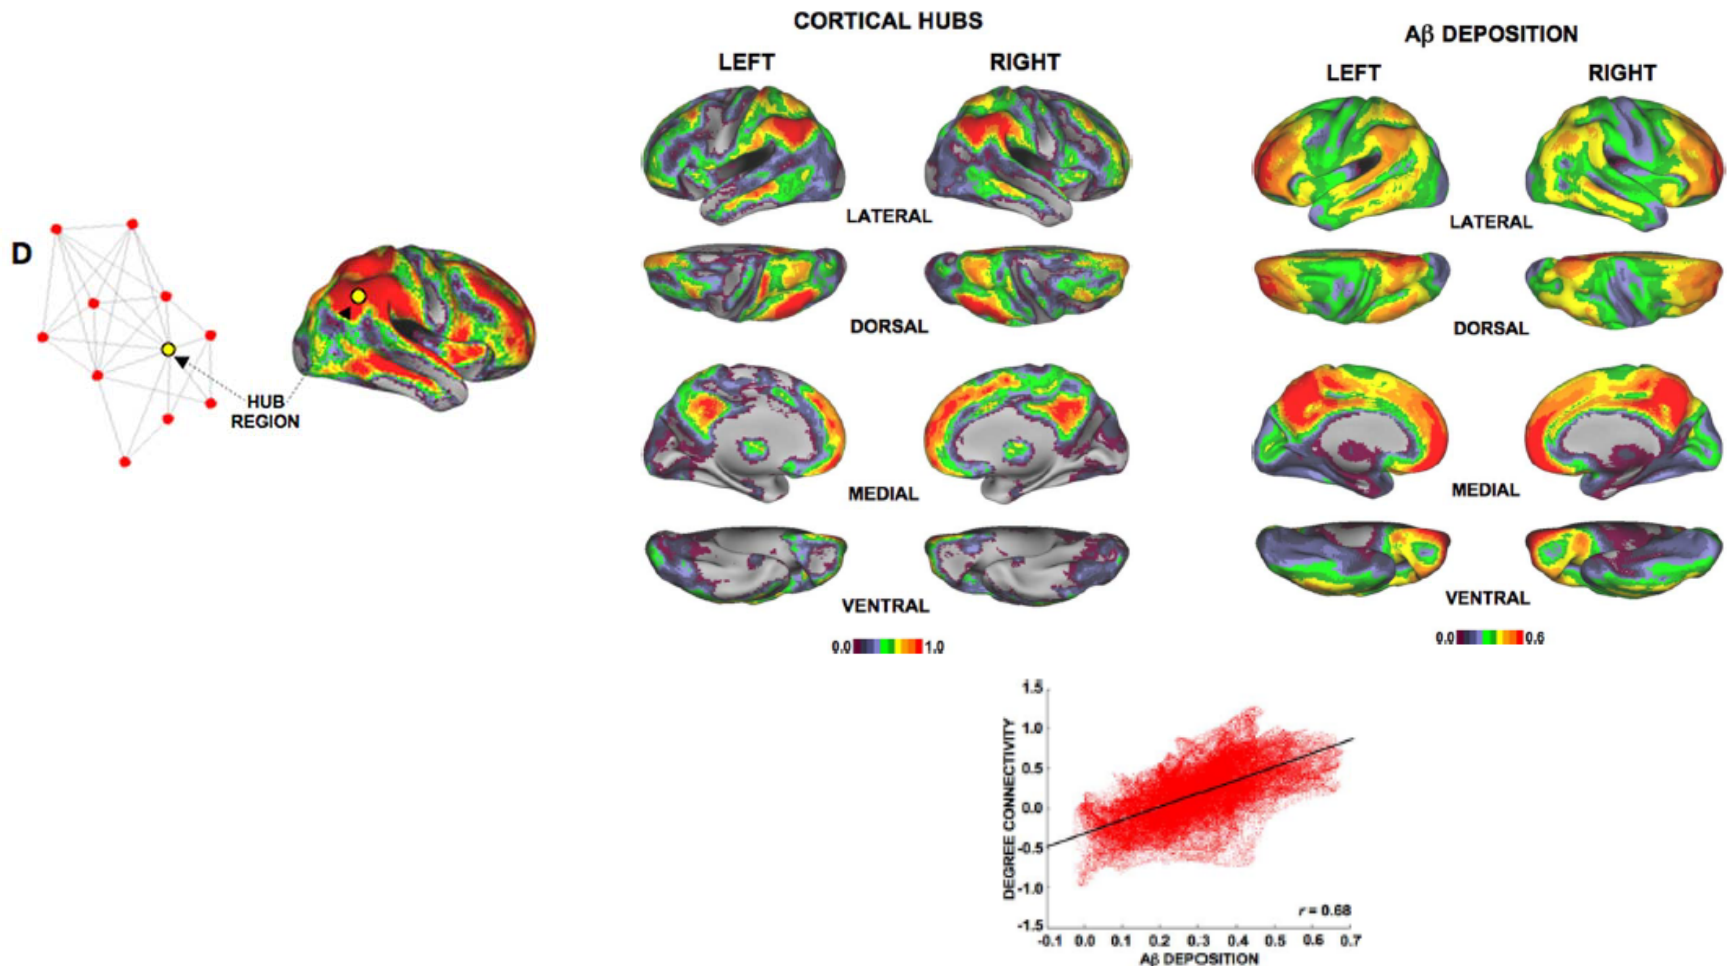 D
HUB
REGION
CORTICAL HUBS
LEFT RIGHT
LATERAL
DORSAL
MEDIAL
VENTRAL
0.0 1.0
Aβ DEPOSITION
LEFT RIGHT
LATERAL
DORSAL
MEDIAL
VENTRAL
0.0 0.6
DEGREE CONNECTIVITY
1.5
1.0
0.5
0.0
-0.5
-1.0
-1.5
r = 0.68
-0.1 0.0 0.1 0.2 0.3 0.4 0.5 0.6 0.7
Aβ DEPOSITION